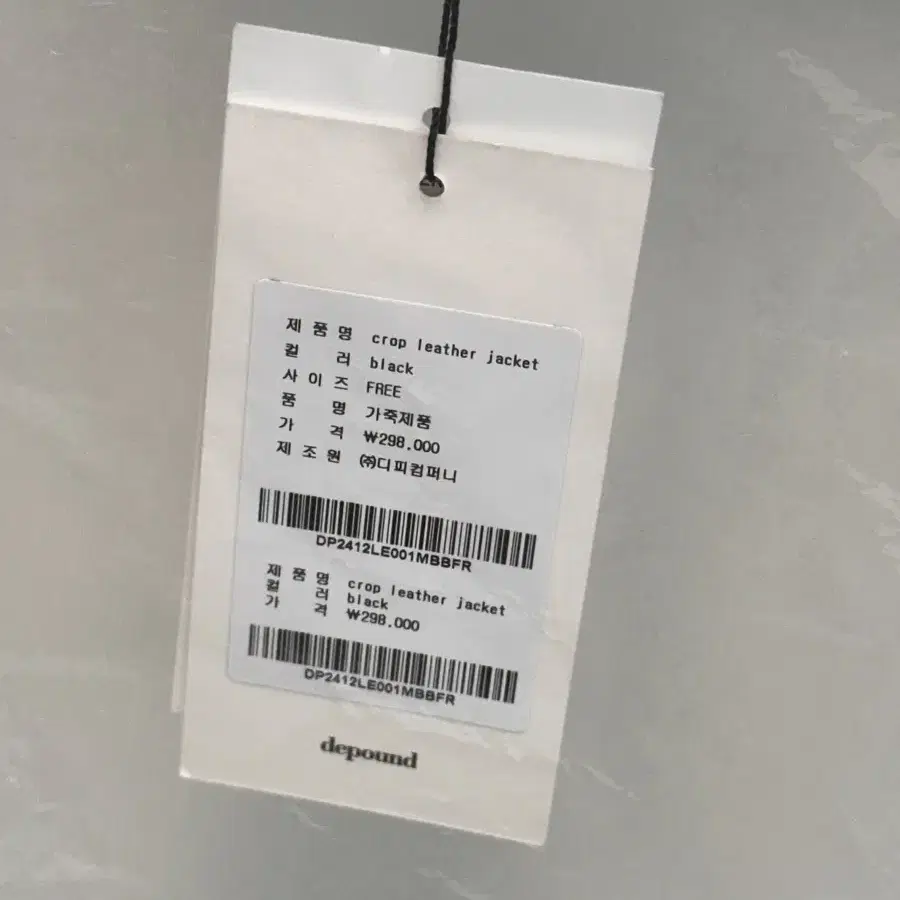 제 품 명 crop leather jacket
컬 러 black
사 이 즈 FREE
품 명 가죽제품
가 격 ₩298.000
제 조 원 ㈜디피컴퍼니
DP2412LE001MBBFR
제 품 명 crop leather jacket
컬 러 black
가 격 ₩298.000
DP2412LE001MBBFR
depound